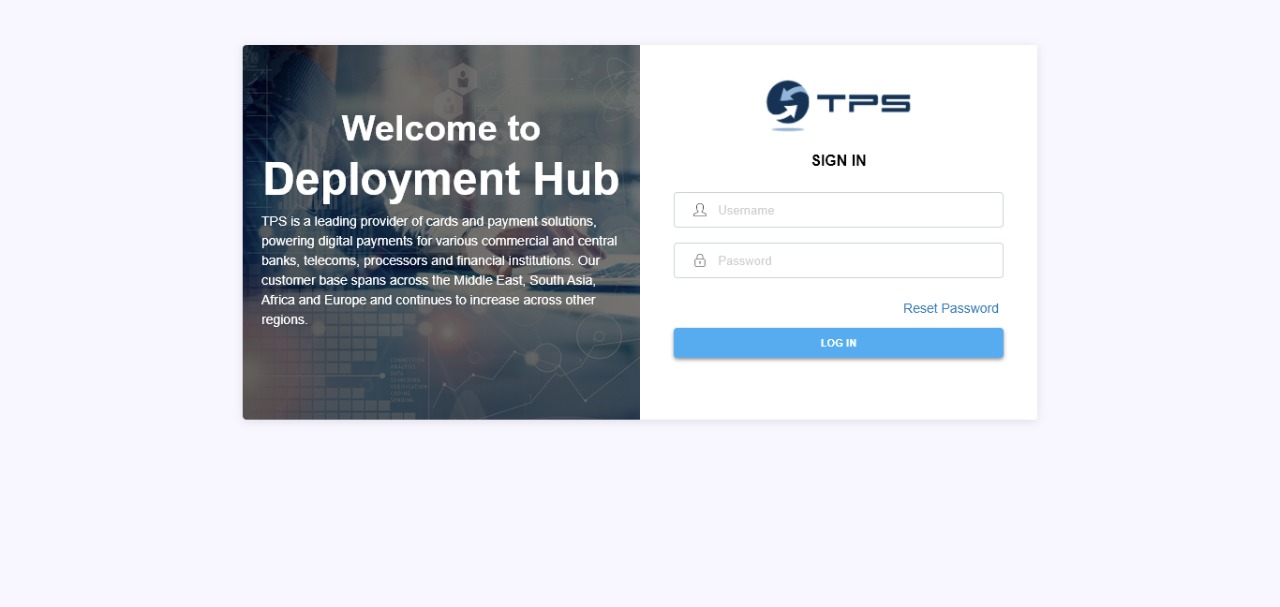 Welcome to
Deployment Hub
TPS is a leading provider of cards and payment solutions,
powering digital payments for various commercial and central
banks, telecoms, processors and financial institutions. Our
customer base spans across the Middle East, South Asia,
Africa and Europe and continues to increase across other
regions.
TPS
SIGN IN
Username
Password
Reset Password
LOG IN